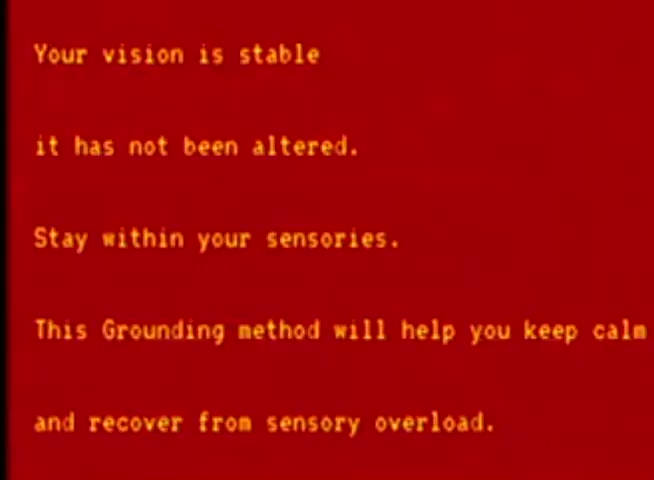 Your vision is stable
it has not been altered.
Stay within your sensories.
This Grounding method will help you keep calm
and recover from sensory overload.